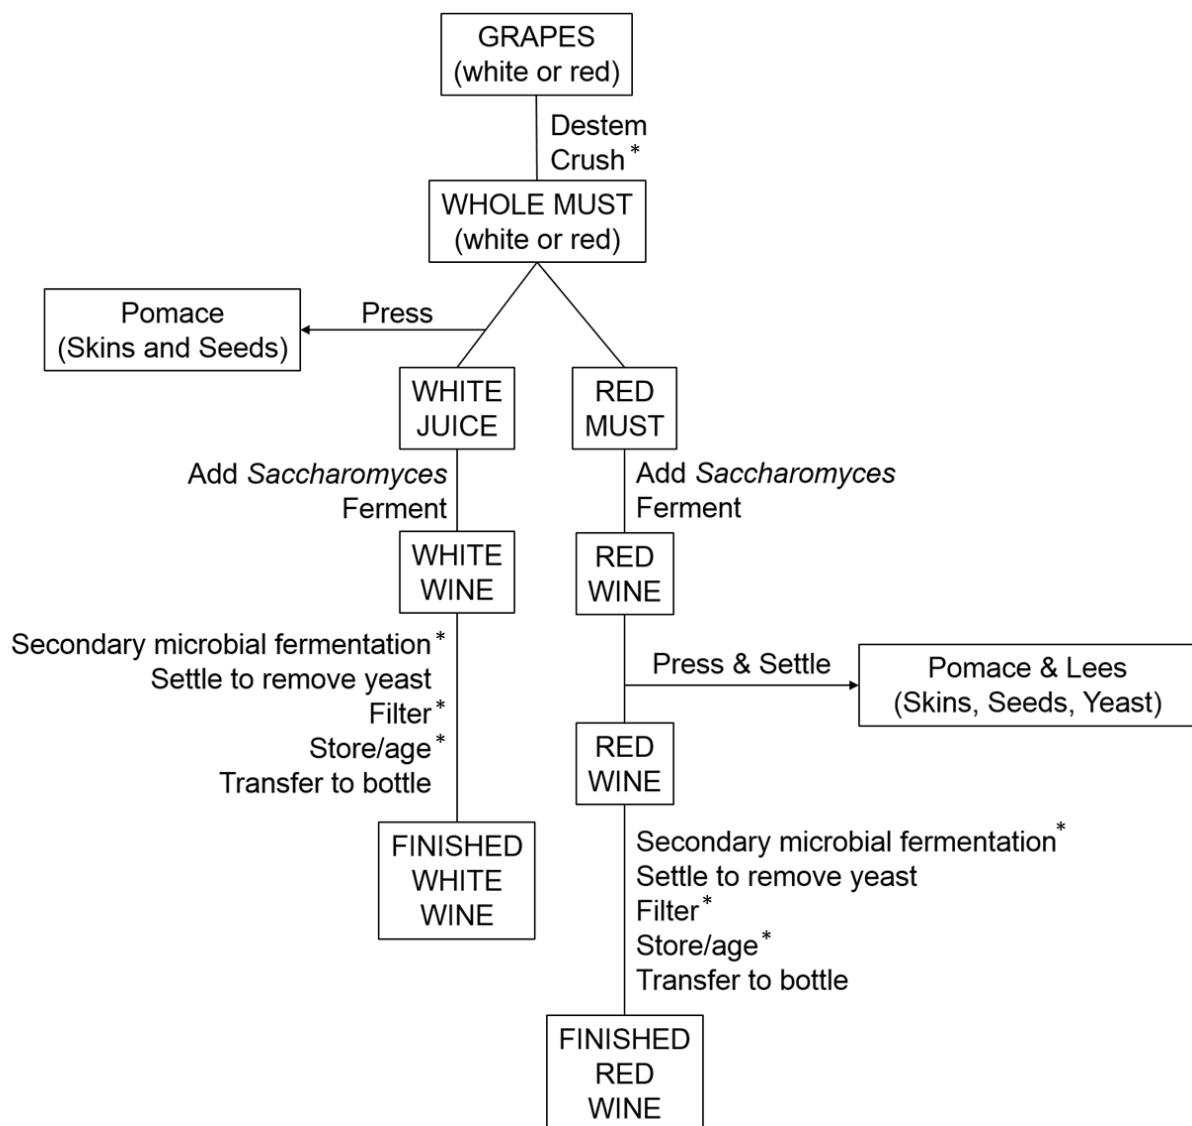 GRAPES
(white or red)
Destem
Crush*
WHOLE MUST
(white or red)
Press
Pomace
(Skins and Seeds)
WHITE
JUICE
RED
MUST
Add Saccharomyces
Ferment
Add Saccharomyces
Ferment
WHITE
WINE
RED
WINE
Secondary microbial fermentation*
Settle to remove yeast
Filter*
Store/age*
Transfer to bottle
Press & Settle
Pomace & Lees
(Skins, Seeds, Yeast)
RED
WINE
FINISHED
WHITE
WINE
Secondary microbial fermentation*
Settle to remove yeast
Filter*
Store/age*
Transfer to bottle
FINISHED
RED
WINE